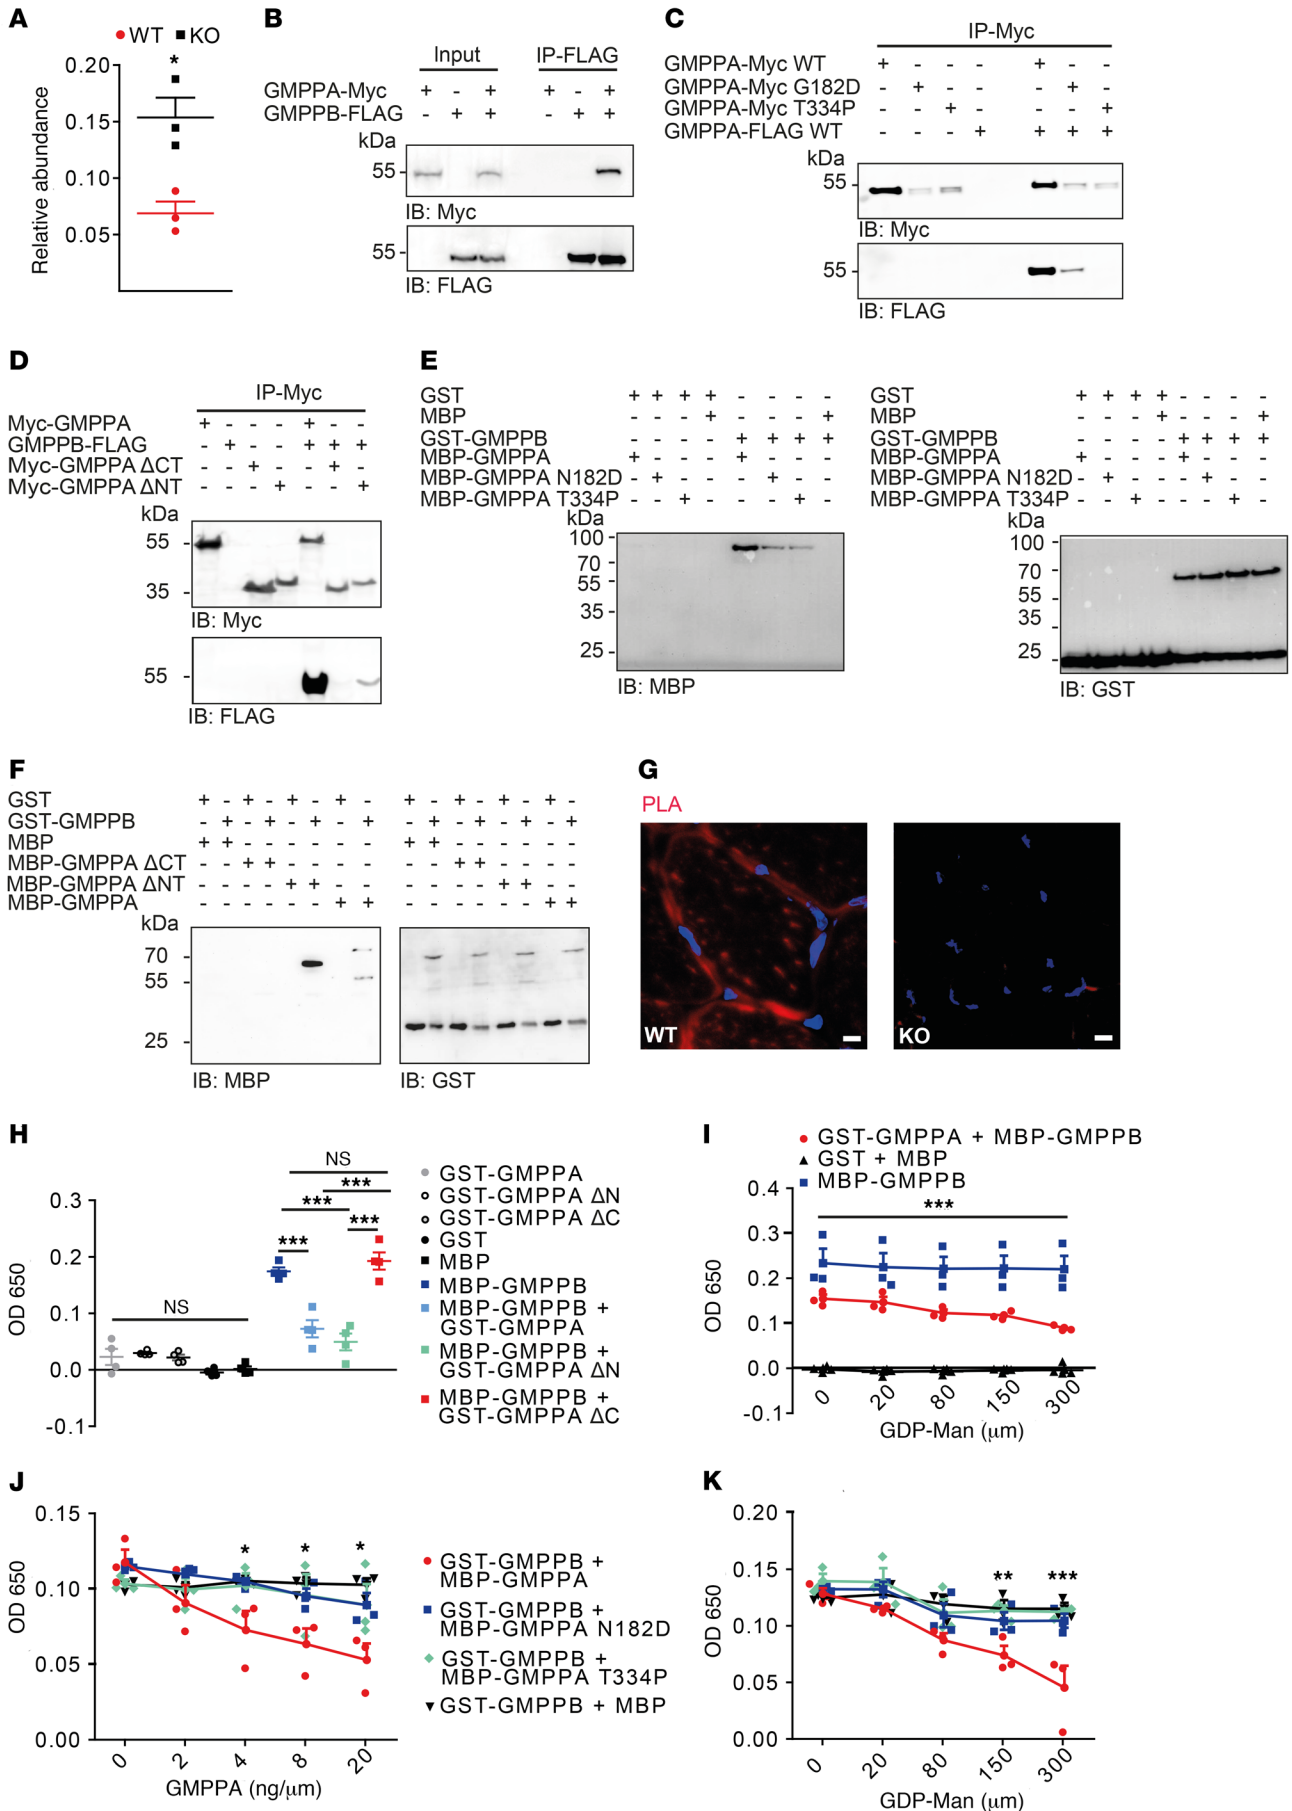 A
WT KO
*
0.20
0.15
0.10
0.05
Relative abundance
B
Input IP-FLAG
GMPPA-Myc + - + + - +
GMPPB-FLAG - + + - + +
kDa
55
IB: Myc
55
IB: FLAG
C
IP-Myc
GMPPA-Myc WT + - - - + - -
GMPPA-Myc G182D - + - - - + -
GMPPA-Myc T334P - - + - - - +
GMPPA-FLAG WT - - - + + + +
kDa
55
IB: Myc
55
IB: FLAG
D
IP-Myc
Myc-GMPPA + - - - + - -
GMPPB-FLAG - + - - + + +
Myc-GMPPA ΔCT - - + - - + -
Myc-GMPPA ΔNT - - - + - - +
kDa
55
35
IB: Myc
55
IB: FLAG
E
GST + + + + - - - -
MBP - - - + - - - +
GST-GMPPB - - - - + + + +
MBP-GMPPA + - - - + - - -
MBP-GMPPA N182D - + - - - + - -
MBP-GMPPA T334P - - + - - - + -
kDa
100
70
55
35
25
IB: MBP
GST + + + + - - - -
MBP - - - + - - - +
GST-GMPPB - - - - + + + +
MBP-GMPPA + - - - + - - -
MBP-GMPPA N182D - + - - - + - -
MBP-GMPPA T334P - - + - - - + -
kDa
100
70
55
35
25
IB: GST
F
GST + - + - + - + - + - + - + - + -
GST-GMPPB - + - + - + - + - + - + - + - +
MBP + + - - - - - - + + - - - - - -
MBP-GMPPA ΔCT - - + + - - - - - - + + - - - -
MBP-GMPPA ΔNT - - - - + + - - - - - - + + - -
MBP-GMPPA - - - - - - + + - - - - - - + +
kDa
70
55
25
IB: MBP
IB: GST
G
PLA
WT
KO
H
NS
***
***
***
***
NS
0.3
0.2
0.1
0.0
-0.1
OD 650
GST-GMPPA
GST-GMPPA ΔN
GST-GMPPA ΔC
GST
MBP
MBP-GMPPB
MBP-GMPPB +
GST-GMPPA
MBP-GMPPB +
GST-GMPPA ΔN
MBP-GMPPB +
GST-GMPPA ΔC
I
GST-GMPPA + MBP-GMPPB
GST + MBP
MBP-GMPPB
***
0.4
0.3
0.2
0.1
0.0
-0.1
OD 650
0 20 80 150 300
GDP-Man (μm)
J
0.15
0.10
0.05
0.00
OD 650
* * *
0 2 4 8 20
GMPPA (ng/μm)
GST-GMPPB +
MBP-GMPPA
GST-GMPPB +
MBP-GMPPA N182D
GST-GMPPB +
MBP-GMPPA T334P
GST-GMPPB + MBP
K
0.20
0.15
0.10
0.05
0.00
OD 650
** ***
0 20 80 150 300
GDP-Man (μm)